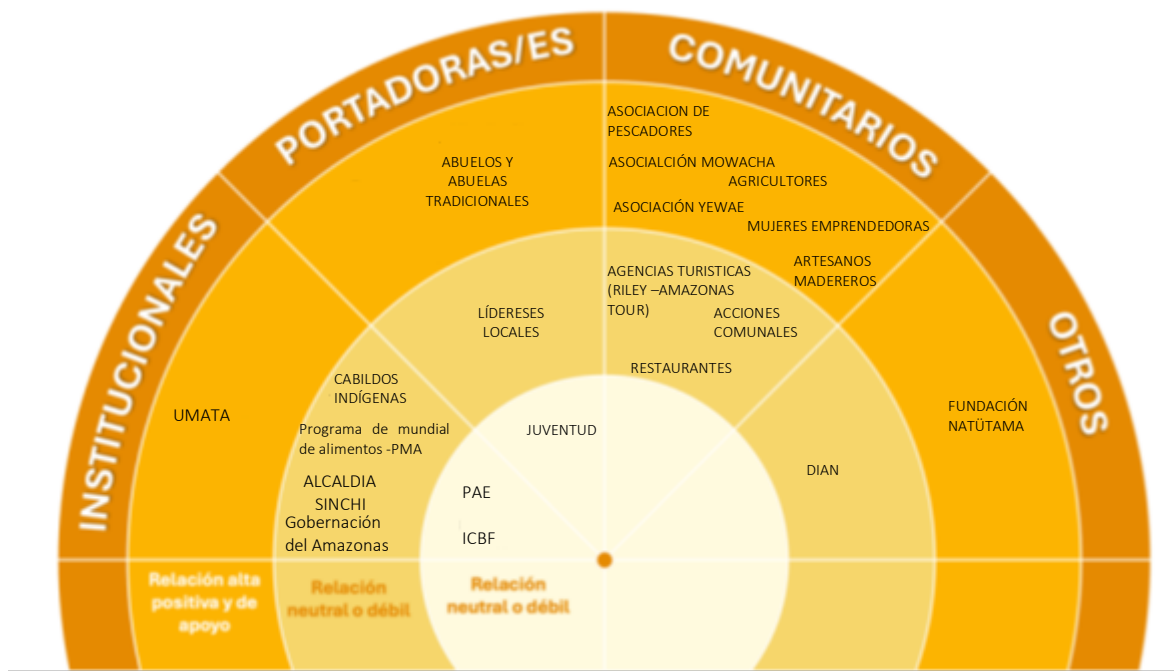 PORTADORAS/ES
COMUNITARIOS
INSTITUCIONALES
OTROS
ABUELOS Y
ABUELAS
TRADICIONALES
LÍDERESES
LOCALES
JUVENTUD
ASOCIACION DE
PESCADORES
ASOCIALCIÓN MOWACHA
AGRICULTORES
ASOCIACIÓN YEWAE
MUJERES EMPRENDEDORAS
ARTESANOS
MADEREROS
AGENCIAS TURISTICAS
(RILEY –AMAZONAS
TOUR)
ACCIONES
COMUNALES
RESTAURANTES
UMATA
CABILDOS
INDÍGENAS
Programa de mundial
de alimentos -PMA
ALCALDIA
SINCHI
Gobernación
del Amazonas
PAE
ICBF
FUNDACIÓN
NATÜTAMA
DIAN
Relación alta
positiva y de
apoyo
Relación
neutral o débil
Relación
neutral o débil